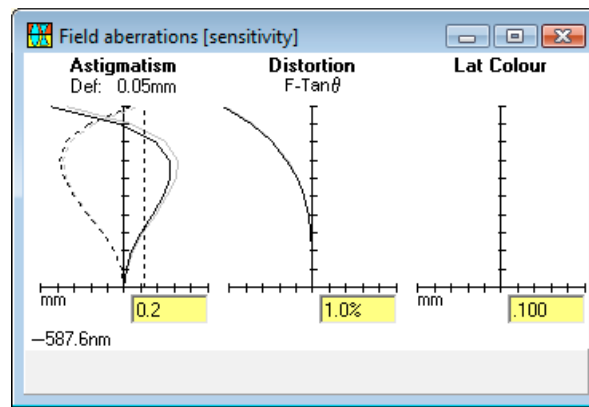 Field aberrations [sensitivity]
Astigmatism Distortion Lat Colour
Def: 0.05mm F-Tanθ
mm 0.2 1.0% mm .100
—587.6nm